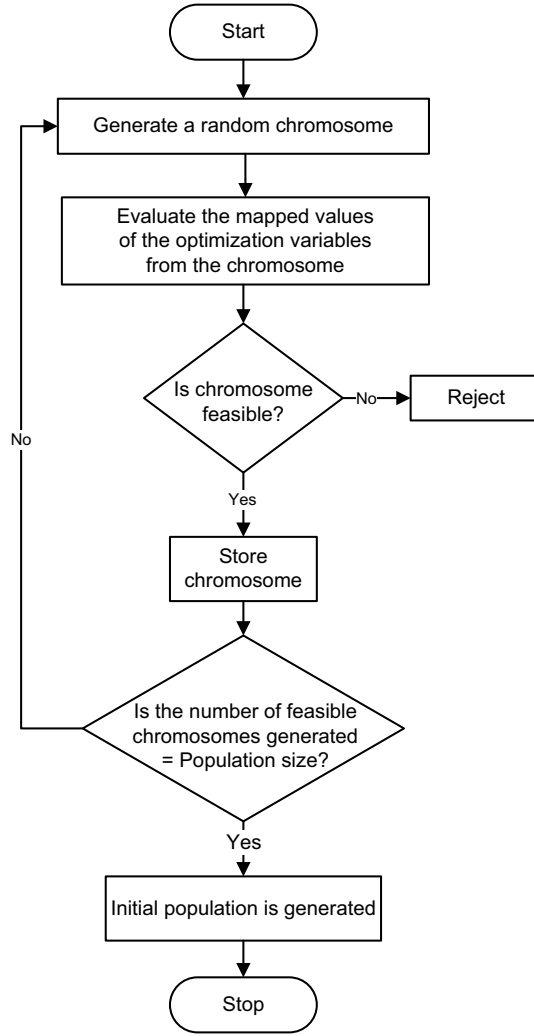 Start
Generate a random chromosome
Evaluate the mapped values
of the optimization variables
from the chromosome
Is chromosome
feasible?
No
Reject
No
Yes
Store
chromosome
Is the number of feasible
chromosomes generated
= Population size?
Yes
Initial population is generated
Stop